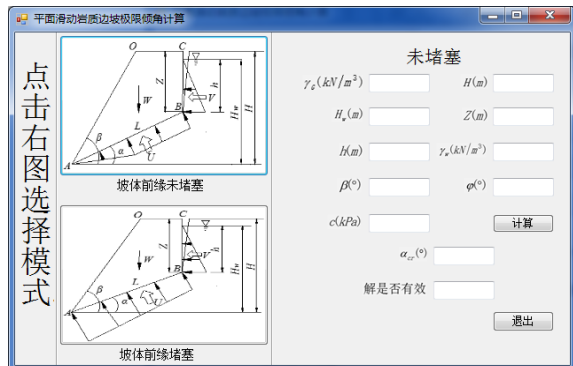 平面滑动岩质边坡极限倾角计算
点击右图选择模式
O C
Z h
W V
B Hw H
L
β α U
A
坡体前缘未堵塞
O C
Z h
W V
B Hw H
L
β α U
A
坡体前缘堵塞
未堵塞
γG(kN/m³) H(m)
Hw(m) Z(m)
h(m) γw(kN/m³)
β(°) φ(°)
c(kPa) 计算
αcr(°)
解是否有效
退出